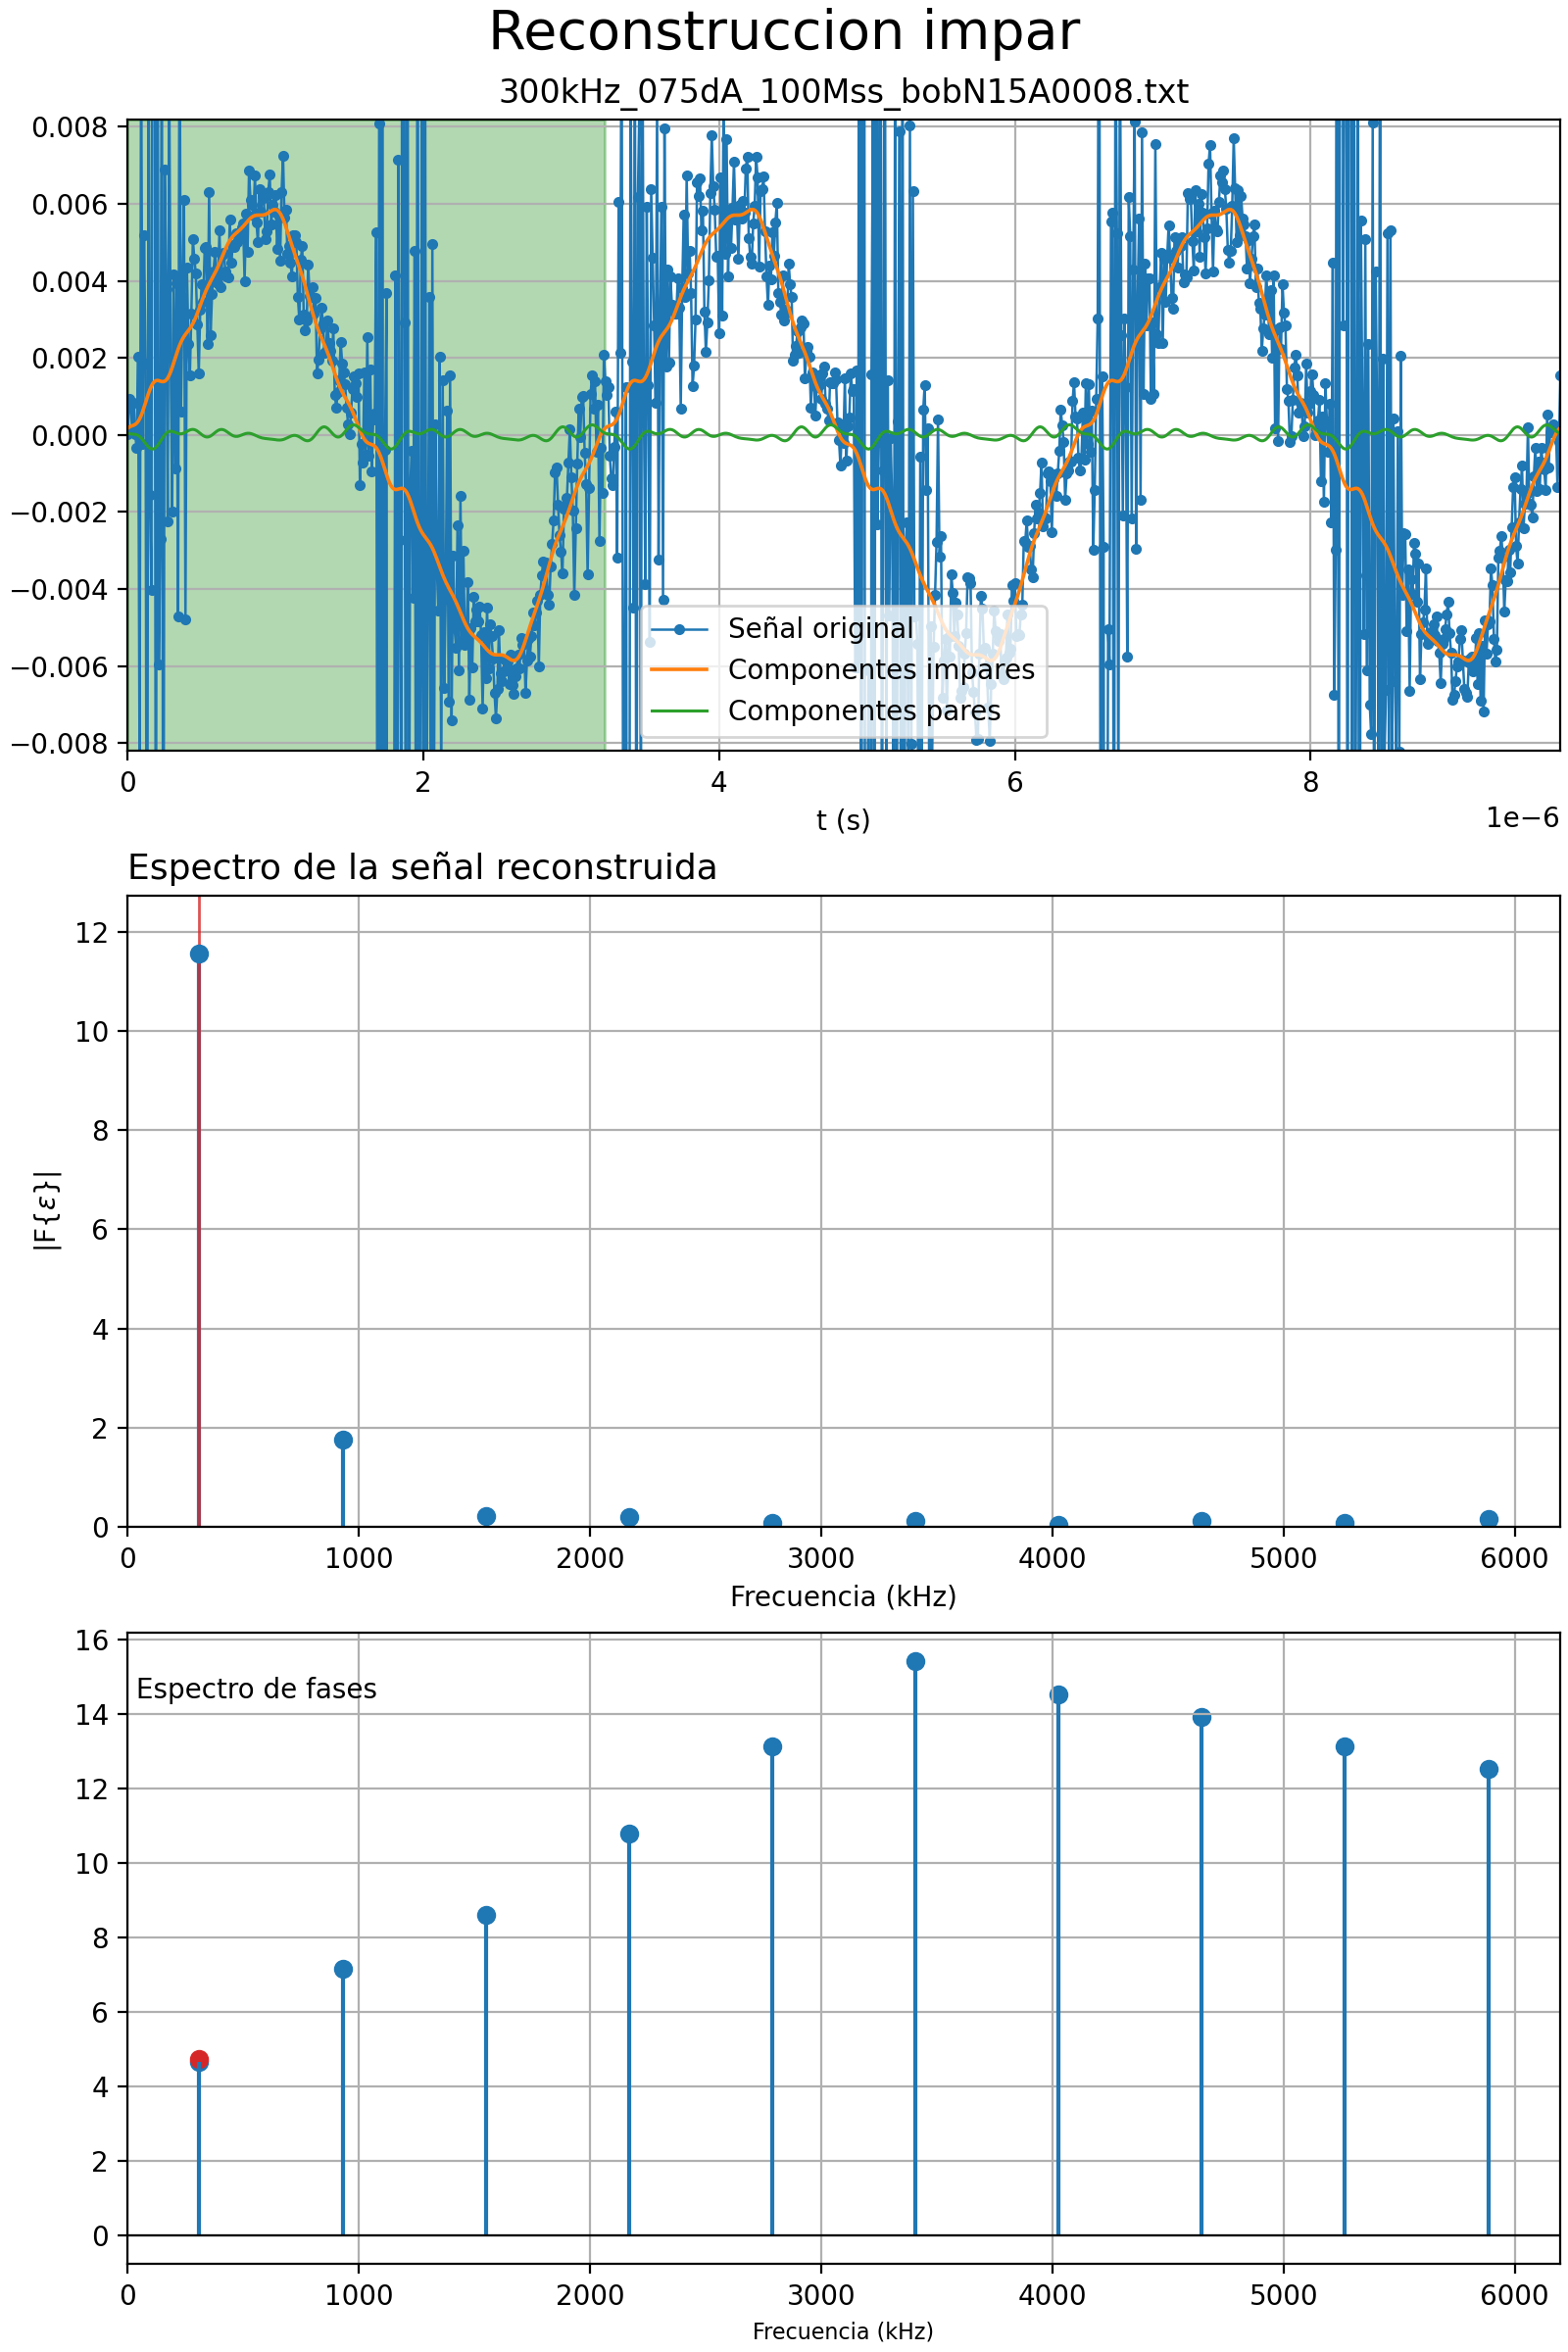 Reconstruccion impar
300kHz_075dA_100Mss_bobN15A0008.txt
0.008
0.006
0.004
0.002
0.000
−0.002
−0.004
−0.006
−0.008
Señal original
Componentes impares
Componentes pares
0 2 4 6 8
t (s)
1e−6
Espectro de la señal reconstruida
12
10
8
6
4
2
0
|F{ε}|
0 1000 2000 3000 4000 5000 6000
Frecuencia (kHz)
16
14
12
10
8
6
4
2
0
Espectro de fases
0 1000 2000 3000 4000 5000 6000
Frecuencia (kHz)